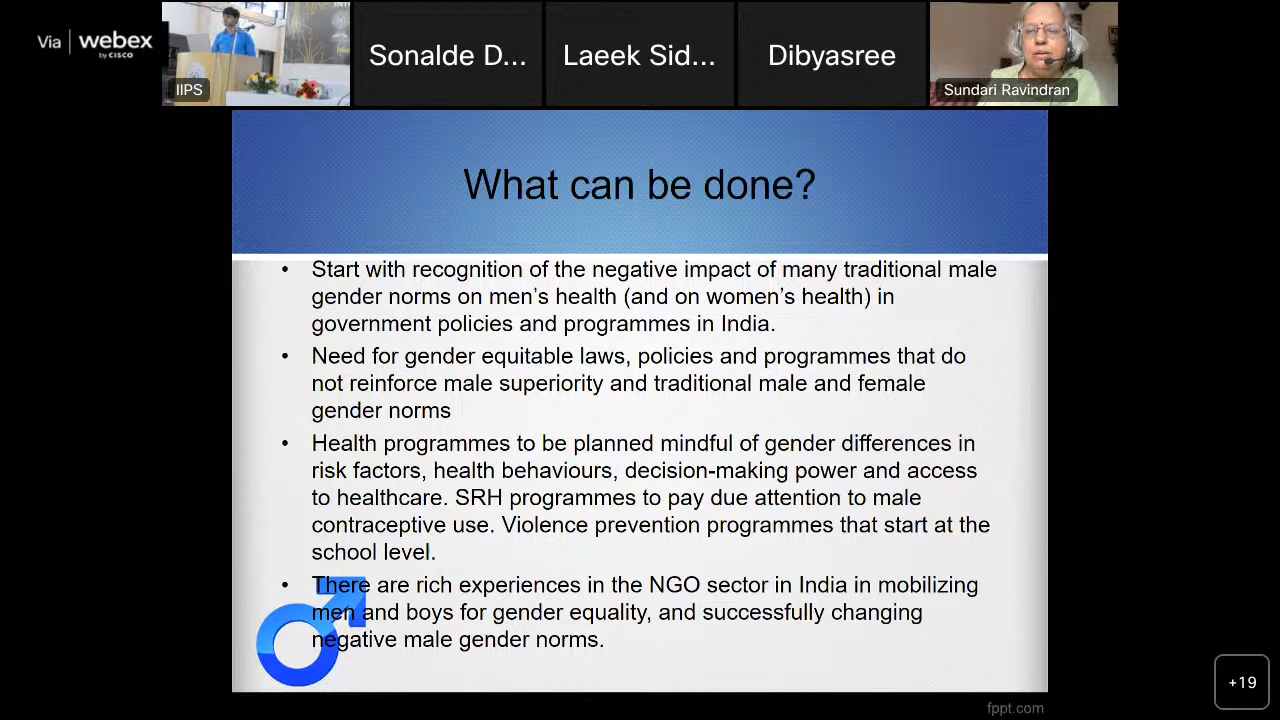 Via | webex
by CISCO
IIPS
Sonalde D...
Laeek Sid...
Dibyasree
Sundari Ravindran
What can be done?
• Start with recognition of the negative impact of many traditional male
gender norms on men's health (and on women's health) in
government policies and programmes in India.
• Need for gender equitable laws, policies and programmes that do
not reinforce male superiority and traditional male and female
gender norms
• Health programmes to be planned mindful of gender differences in
risk factors, health behaviours, decision-making power and access
to healthcare. SRH programmes to pay due attention to male
contraceptive use. Violence prevention programmes that start at the
school level.
• There are rich experiences in the NGO sector in India in mobilizing
men and boys for gender equality, and successfully changing
negative male gender norms.
+19
fppt.com